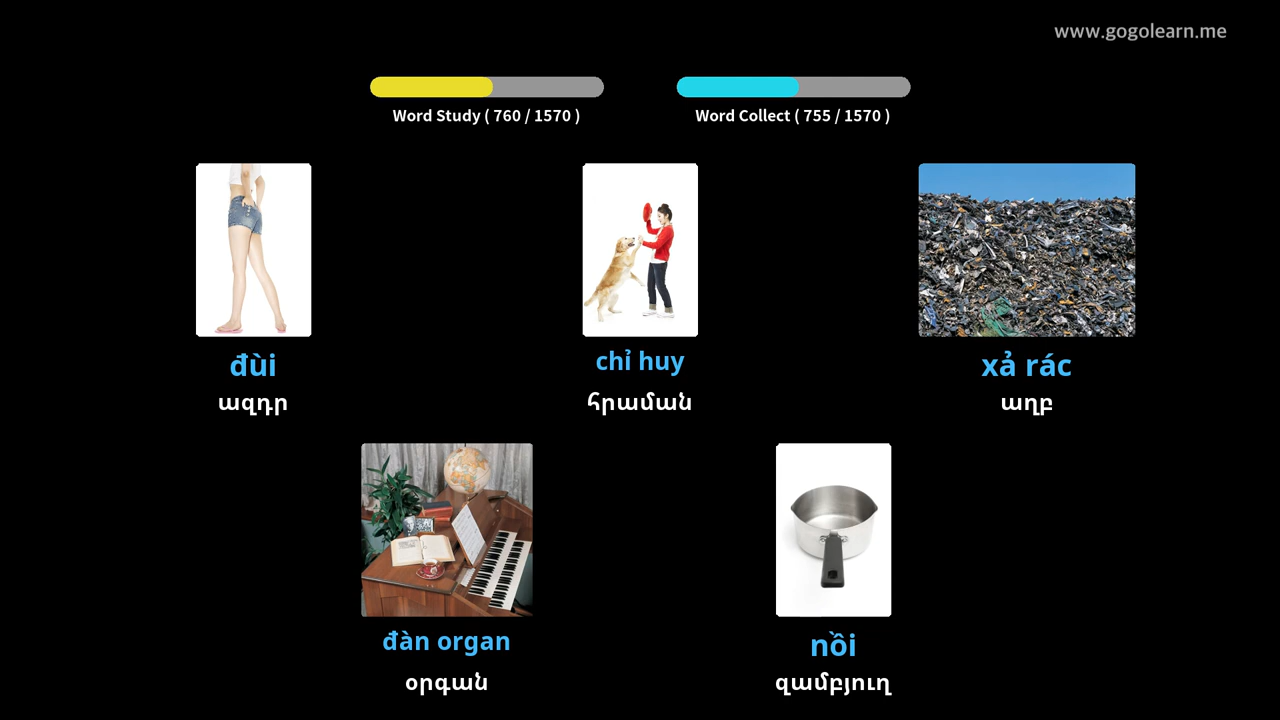 www.gogolearn.me
Word Study ( 760 / 1570 )
Word Collect ( 755 / 1570 )
đùi
ազդր
chỉ huy
հրաման
xả rác
աղբ
đàn organ
օրգան
nồi
զամբյուղ